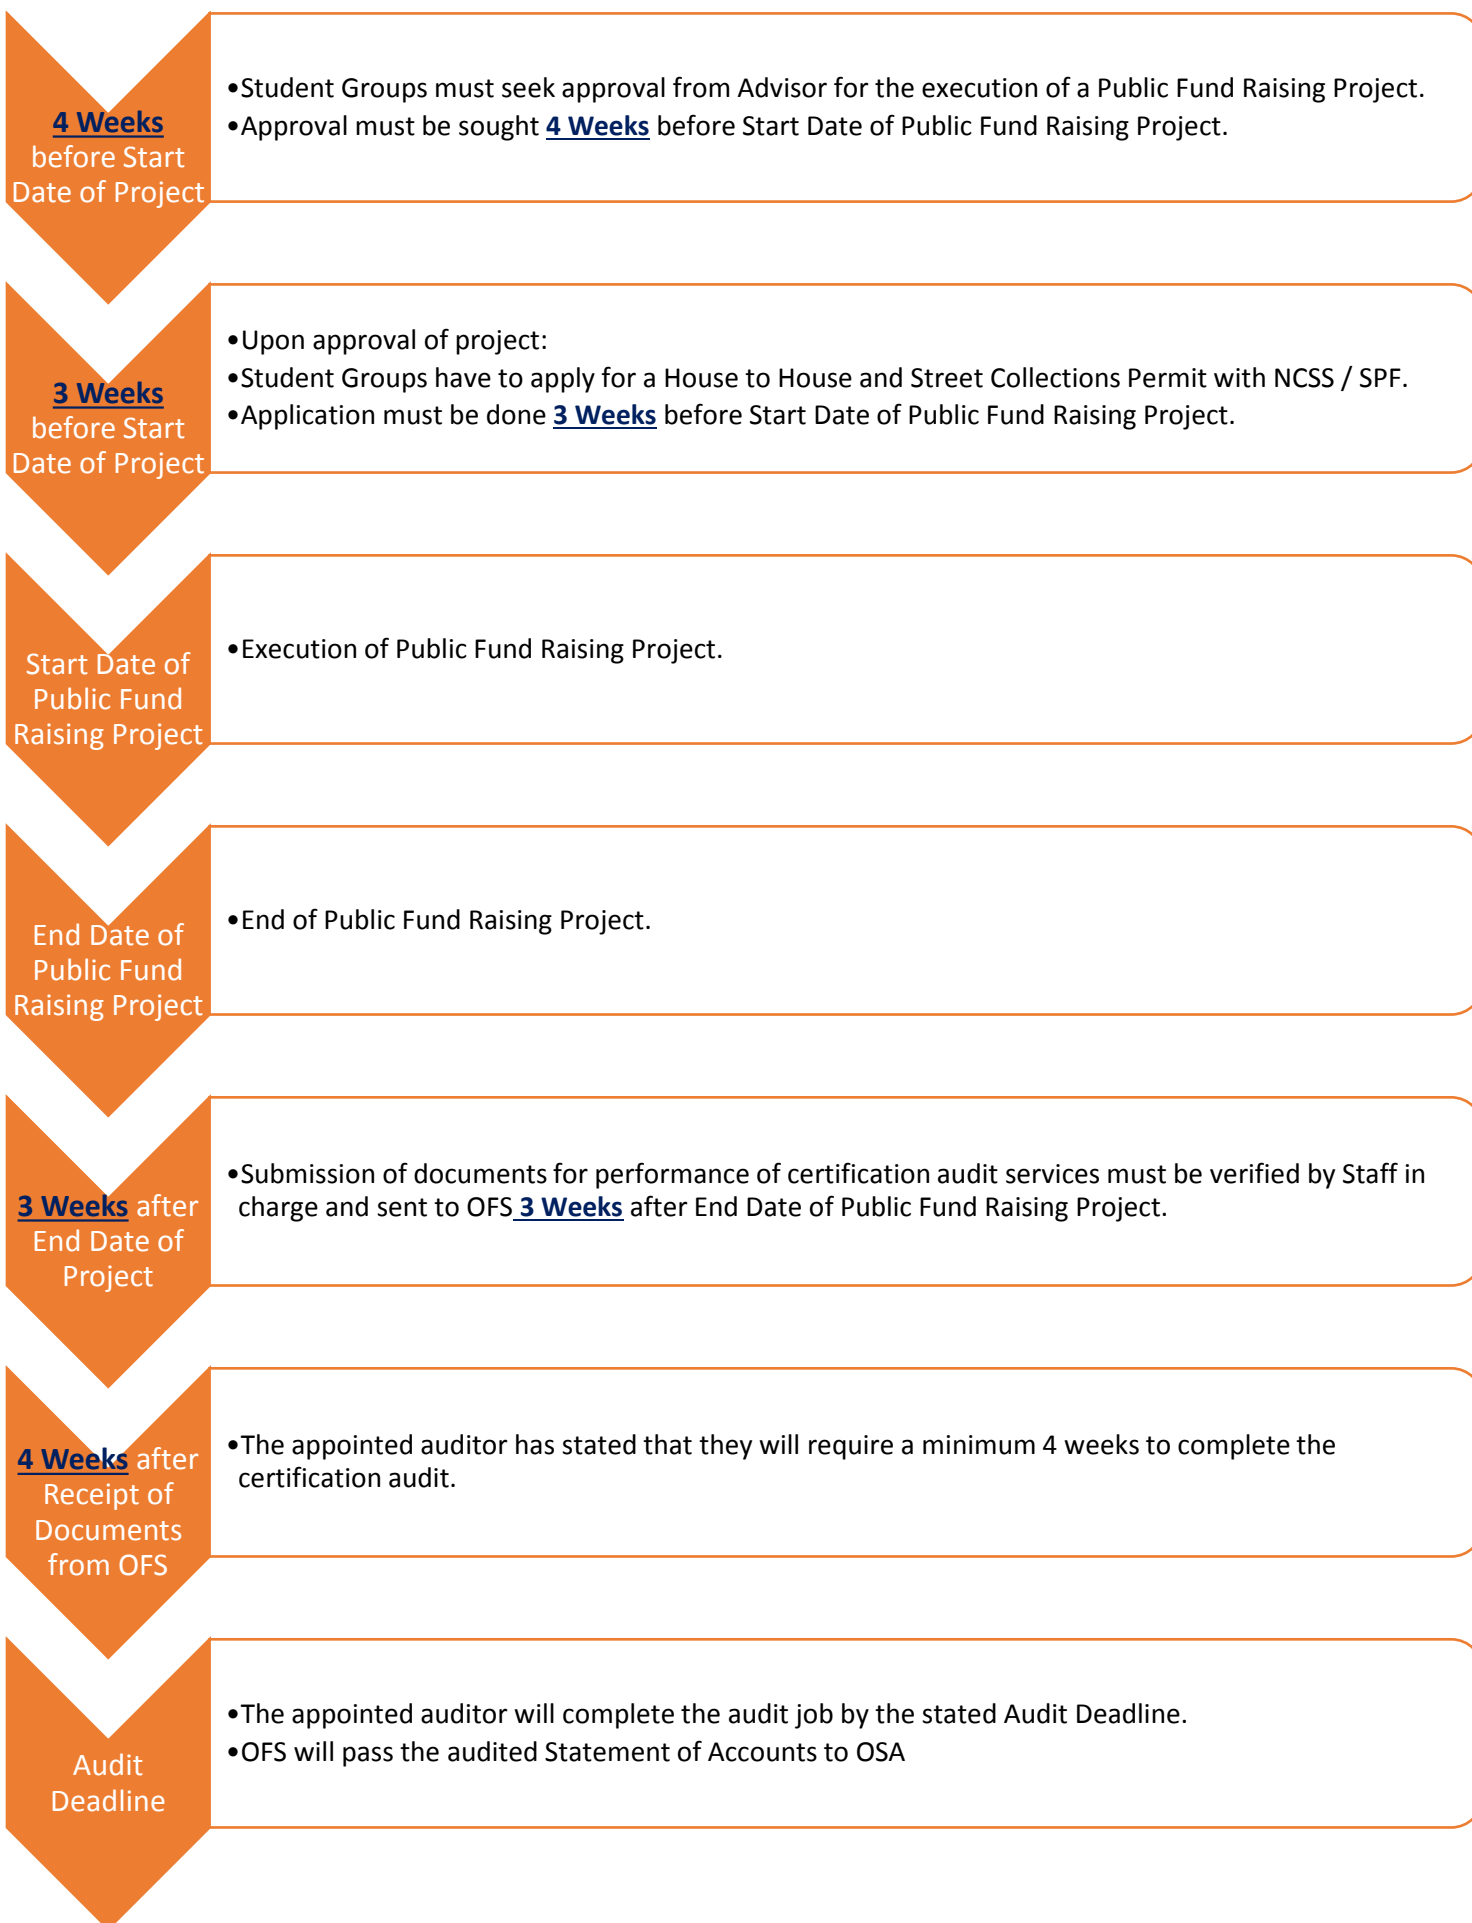 4 Weeks
before Start
Date of Project
•Student Groups must seek approval from Advisor for the execution of a Public Fund Raising Project.
•Approval must be sought 4 Weeks before Start Date of Public Fund Raising Project.
3 Weeks
before Start
Date of Project
•Upon approval of project:
•Student Groups have to apply for a House to House and Street Collections Permit with NCSS / SPF.
•Application must be done 3 Weeks before Start Date of Public Fund Raising Project.
Start Date of
Public Fund
Raising Project
•Execution of Public Fund Raising Project.
End Date of
Public Fund
Raising Project
•End of Public Fund Raising Project.
3 Weeks after
End Date of
Project
•Submission of documents for performance of certification audit services must be verified by Staff in
charge and sent to OFS 3 Weeks after End Date of Public Fund Raising Project.
4 Weeks after
Receipt of
Documents
from OFS
•The appointed auditor has stated that they will require a minimum 4 weeks to complete the
certification audit.
Audit
Deadline
•The appointed auditor will complete the audit job by the stated Audit Deadline.
•OFS will pass the audited Statement of Accounts to OSA